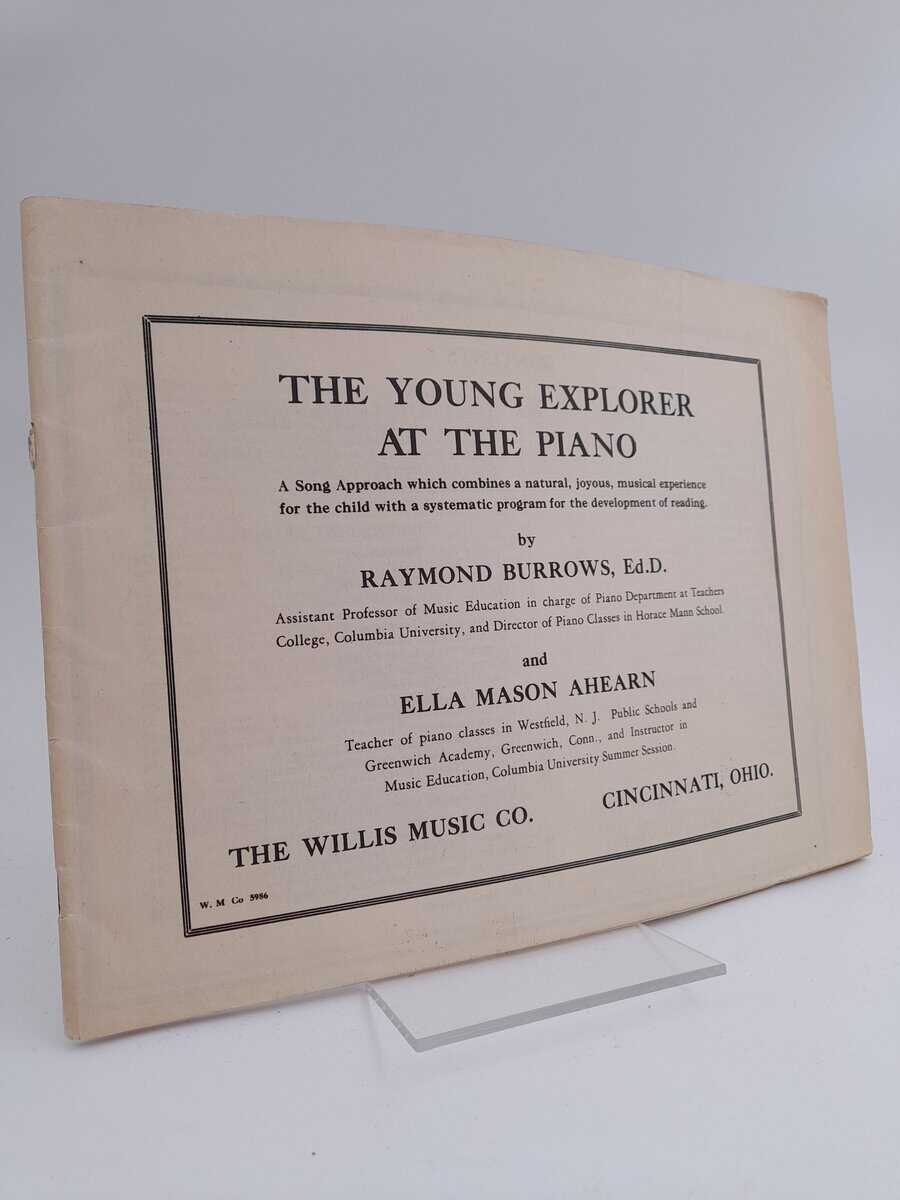 THE YOUNG EXPLORER
AT THE PIANO
A Song Approach which combines a natural, joyous, musical experience
for the child with a systematic program for the development of reading.
by
RAYMOND BURROWS, Ed.D.
Assistant Professor of Music Education in charge of Piano Department at Teachers
College, Columbia University, and Director of Piano Classes in Horace Mann School.
and
ELLA MASON AHEARN
Teacher of piano classes in Westfield, N. J. Public Schools and
Greenwich Academy, Greenwich, Conn., and Instructor in
Music Education, Columbia University Summer Session.
THE WILLIS MUSIC CO. CINCINNATI, OHIO.
W. M Co 5986